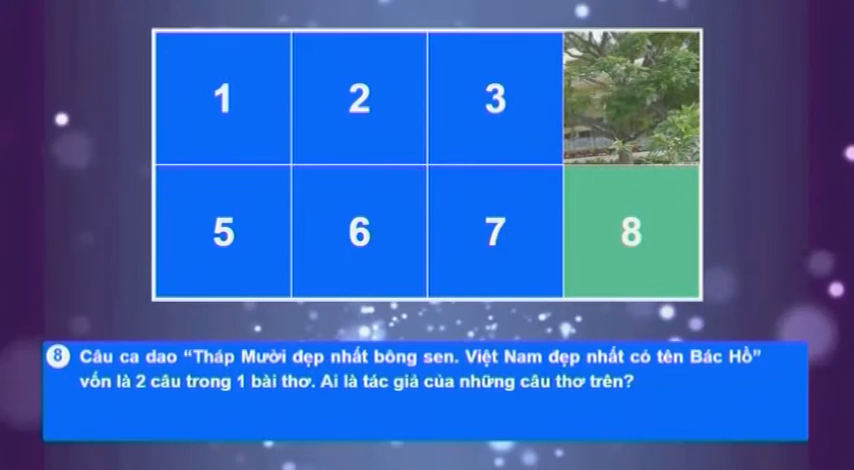 1 2 3
5 6 7 8
8 Câu ca dao “Tháp Mười đẹp nhất bông sen. Việt Nam đẹp nhất có tên Bác Hồ”
vốn là 2 câu trong 1 bài thơ. Ai là tác giả của những câu thơ trên?